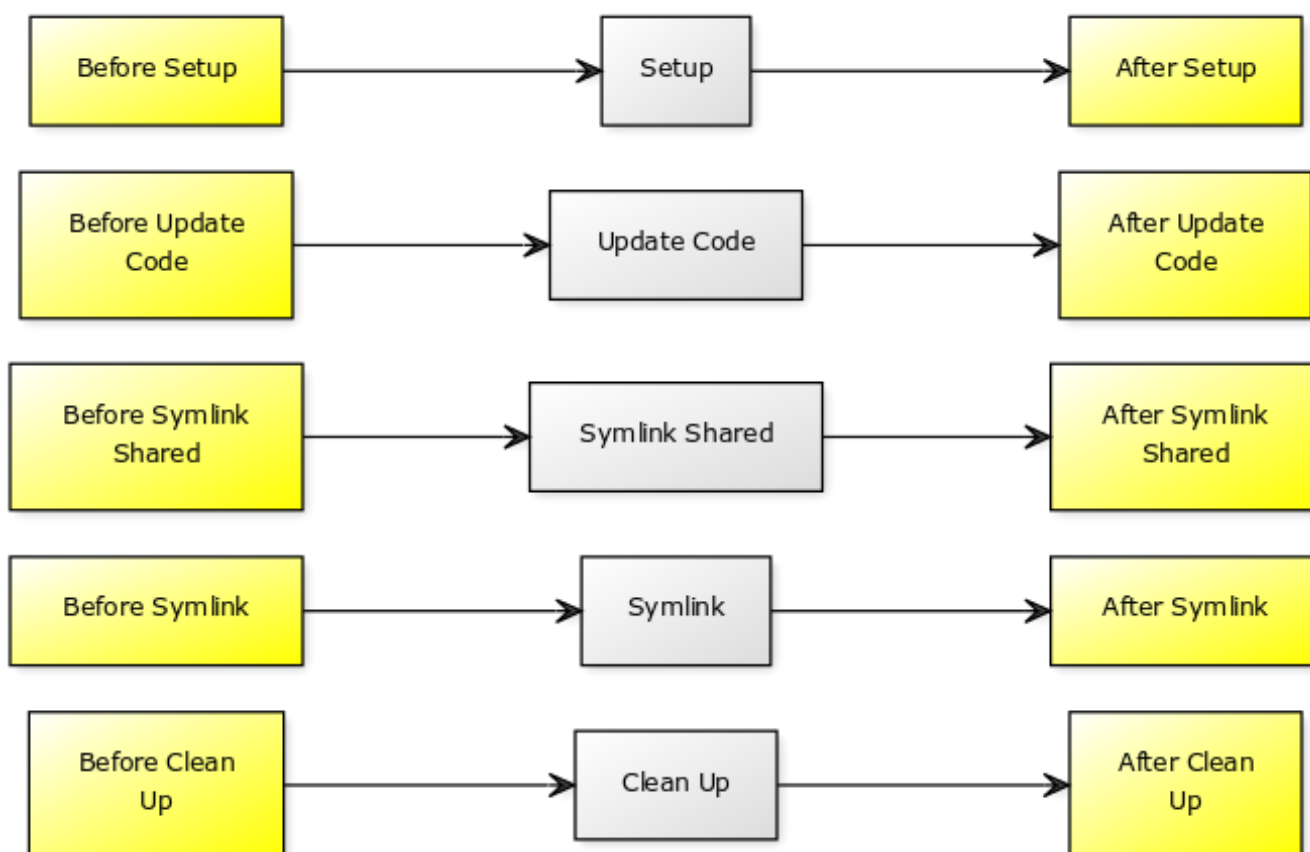 Before Setup
Setup
After Setup
Before Update
Code
Update Code
After Update
Code
Before Symlink
Shared
Symlink Shared
After Symlink
Shared
Before Symlink
Symlink
After Symlink
Before Clean
Up
Clean Up
After Clean
Up